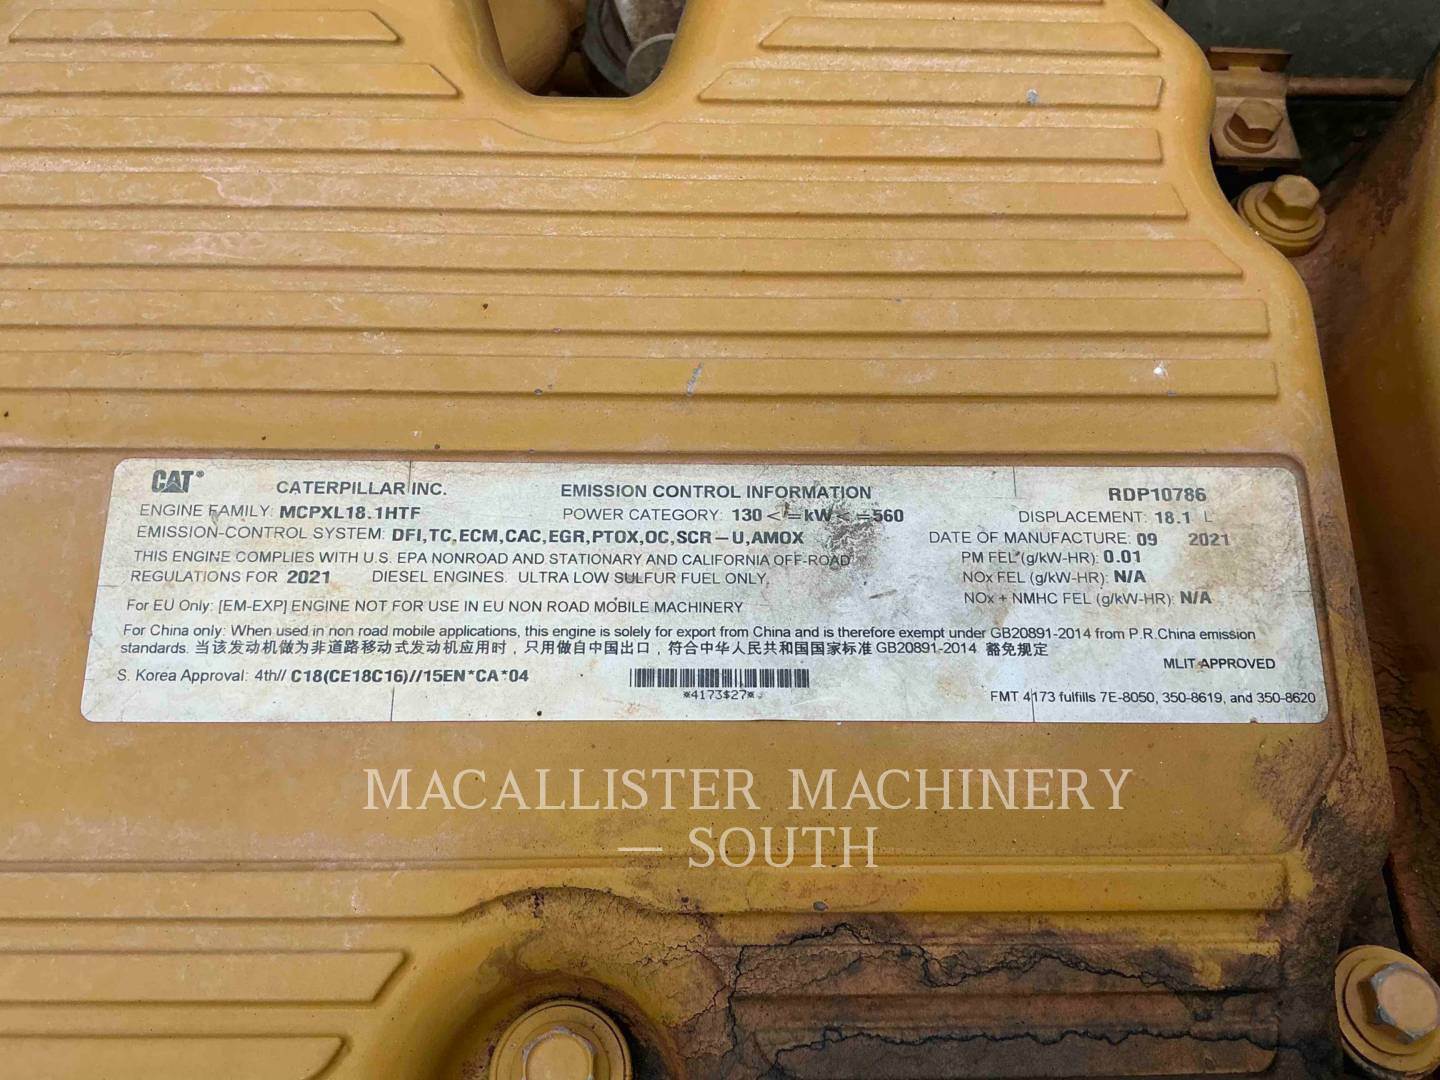 CAT® CATERPILLAR INC. EMISSION CONTROL INFORMATION RDP10786
ENGINE FAMILY: MCPXL18.1HTF POWER CATEGORY: 130 < =kW < =560 DISPLACEMENT: 18.1 L
EMISSION-CONTROL SYSTEM: DFI,TC,ECM,CAC,EGR,PTOX,OC,SCR-U,AMOX DATE OF MANUFACTURE: 09 2021
THIS ENGINE COMPLIES WITH U.S. EPA NONROAD AND STATIONARY AND CALIFORNIA OFF-ROAD PM FEL (g/kW-HR): 0.01
REGULATIONS FOR 2021 DIESEL ENGINES. ULTRA LOW SULFUR FUEL ONLY. NOx FEL (g/kW-HR): N/A
For EU Only: [EM-EXP] ENGINE NOT FOR USE IN EU NON ROAD MOBILE MACHINERY NOx + NMHC FEL (g/kW-HR): N/A
For China only: When used in non road mobile applications, this engine is solely for export from China and is therefore exempt under GB20891-2014 from P.R.China emission
standards. 当该发动机做为非道路移动式发动机应用时，只用做自中国出口，符合中华人民共和国国家标准 GB20891-2014 豁免规定
MLIT APPROVED
S. Korea Approval: 4th// C18(CE18C16)//15EN*CA*04
*4173$27* FMT 4173 fulfills 7E-8050, 350-8619, and 350-8620
MACALLISTER MACHINERY
— SOUTH